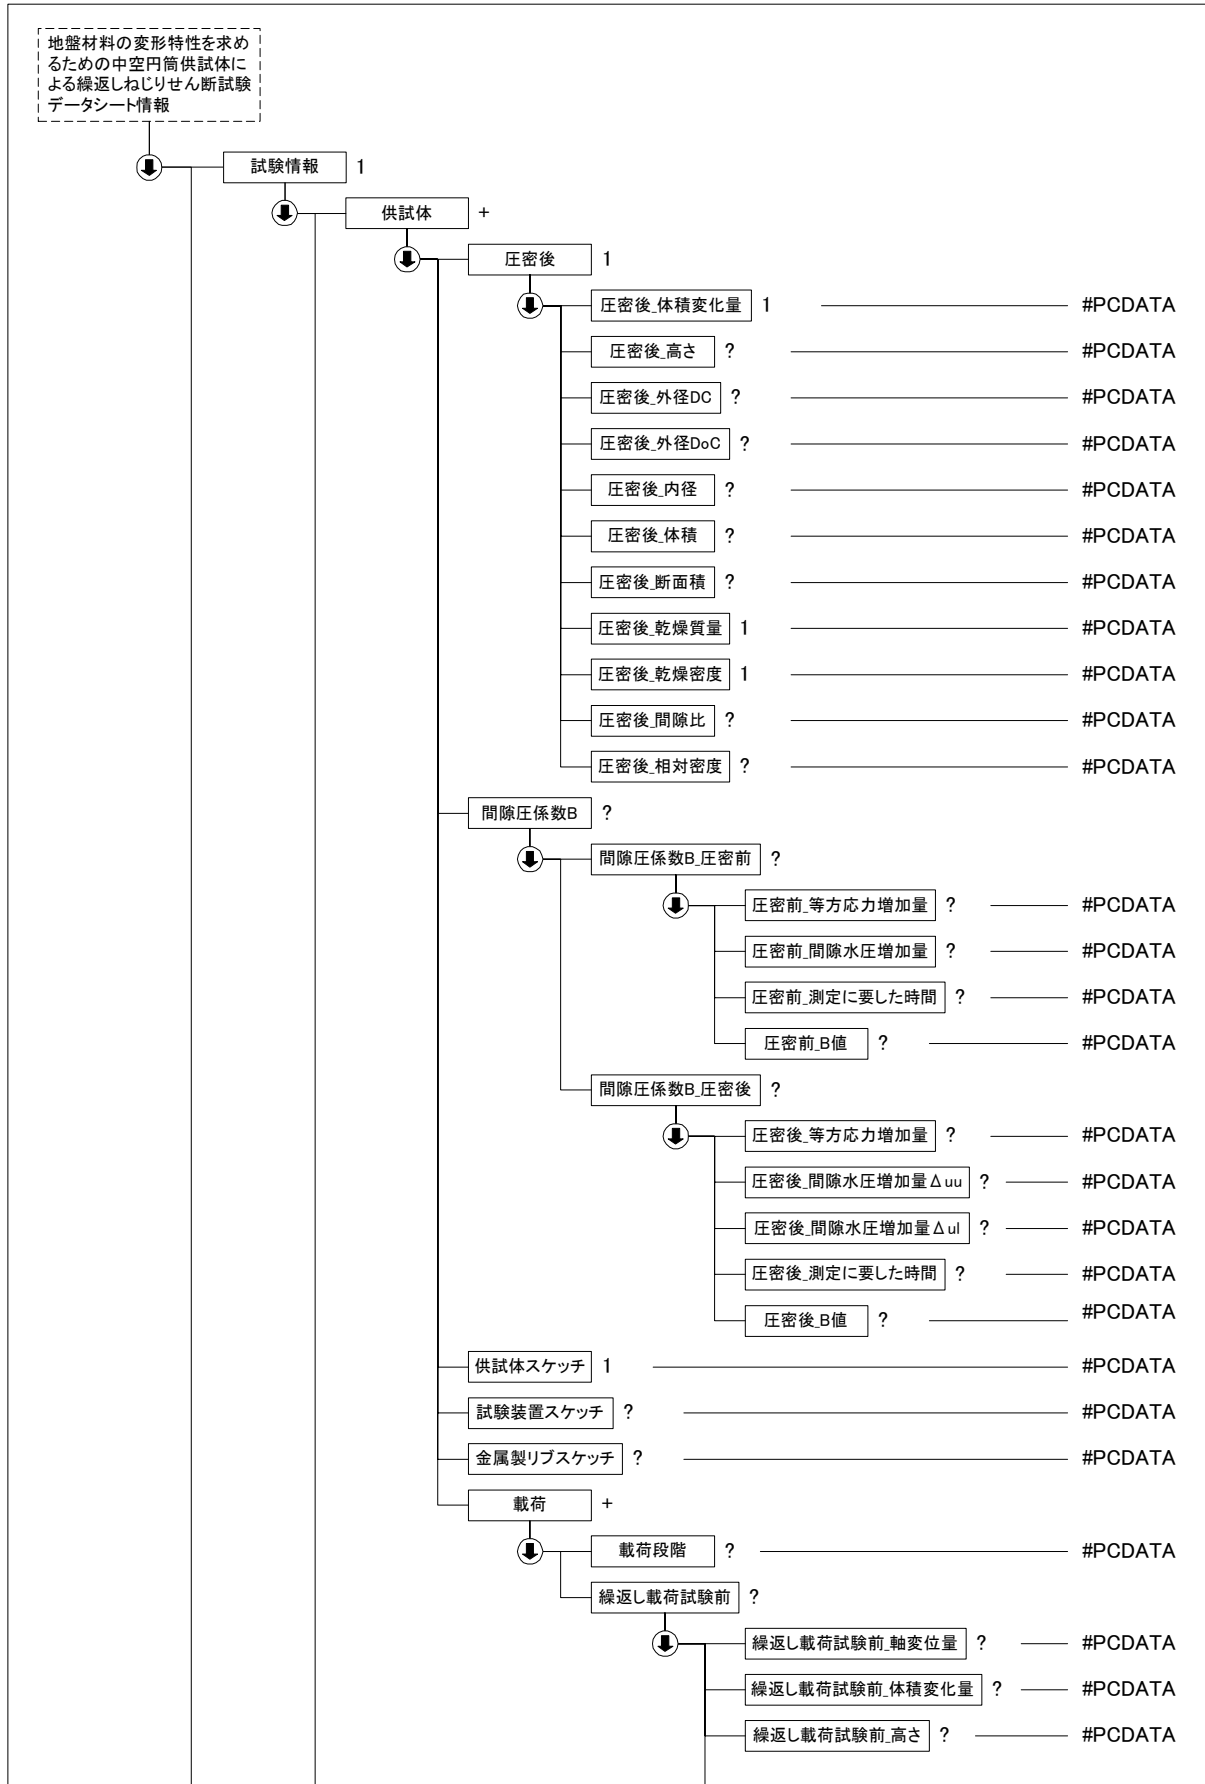 地盤材料の変形特性を求め
るための中空円筒供試体に
よる繰返しねじりせん断試験
データシート情報
試験情報 1
供試体 +
圧密後 1
圧密後_体積変化量 1 #PCDATA
圧密後_高さ ? #PCDATA
圧密後_外径DC ? #PCDATA
圧密後_外径DoC ? #PCDATA
圧密後_内径 ? #PCDATA
圧密後_体積 ? #PCDATA
圧密後_断面積 ? #PCDATA
圧密後_乾燥質量 1 #PCDATA
圧密後_乾燥密度 1 #PCDATA
圧密後_間隙比 ? #PCDATA
圧密後_相対密度 ? #PCDATA
間隙圧係数B ?
間隙圧係数B_圧密前 ?
圧密前_等方応力増加量 ? #PCDATA
圧密前_間隙水圧増加量 ? #PCDATA
圧密前_測定に要した時間 ? #PCDATA
圧密前_B値 ? #PCDATA
間隙圧係数B_圧密後 ?
圧密後_等方応力増加量 ? #PCDATA
圧密後_間隙水圧増加量Δuu ? #PCDATA
圧密後_間隙水圧増加量Δul ? #PCDATA
圧密後_測定に要した時間 ? #PCDATA
圧密後_B値 ? #PCDATA
供試体スケッチ 1 #PCDATA
試験装置スケッチ ? #PCDATA
金属製リブスケッチ ? #PCDATA
載荷 +
載荷段階 ? #PCDATA
繰返し載荷試験前 ?
繰返し載荷試験前_軸変位量 ? #PCDATA
繰返し載荷試験前_体積変化量 ? #PCDATA
繰返し載荷試験前_高さ ? #PCDATA